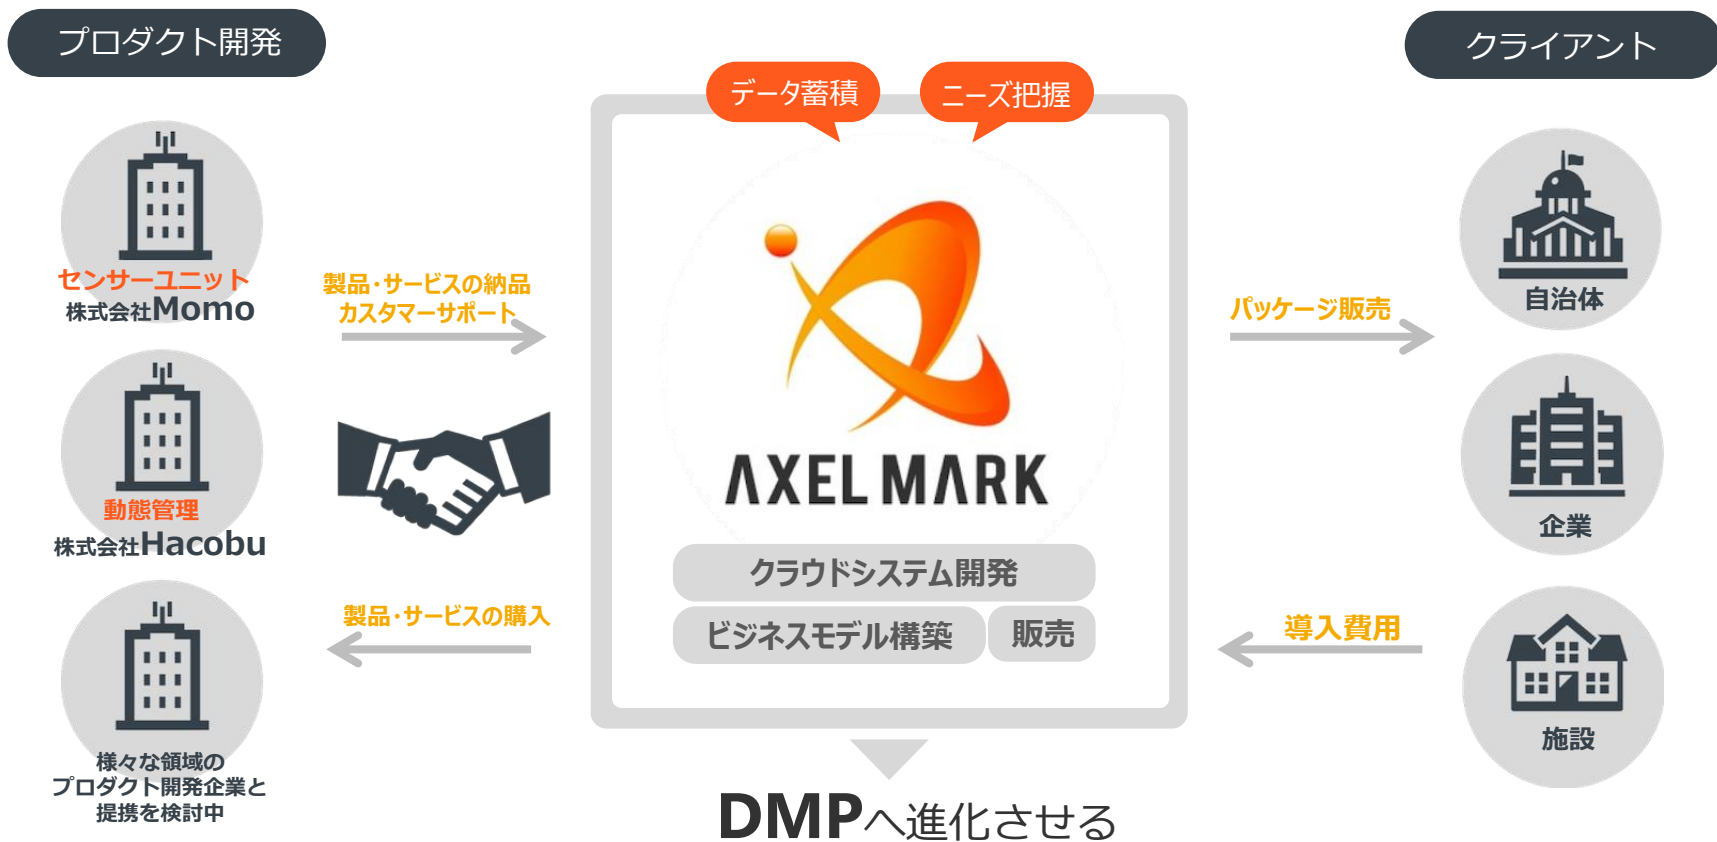 プロダクト開発
クライアント
データ蓄積
ニーズ把握
センサーユニット
株式会社Momo
製品・サービスの納品
カスタマーサポート
パッケージ販売
自治体
AXEL MARK
動態管理
株式会社Hacobu
企業
クラウドシステム開発
ビジネスモデル構築
販売
製品・サービスの購入
導入費用
施設
様々な領域の
プロダクト開発企業と
提携を検討中
DMPへ進化させる